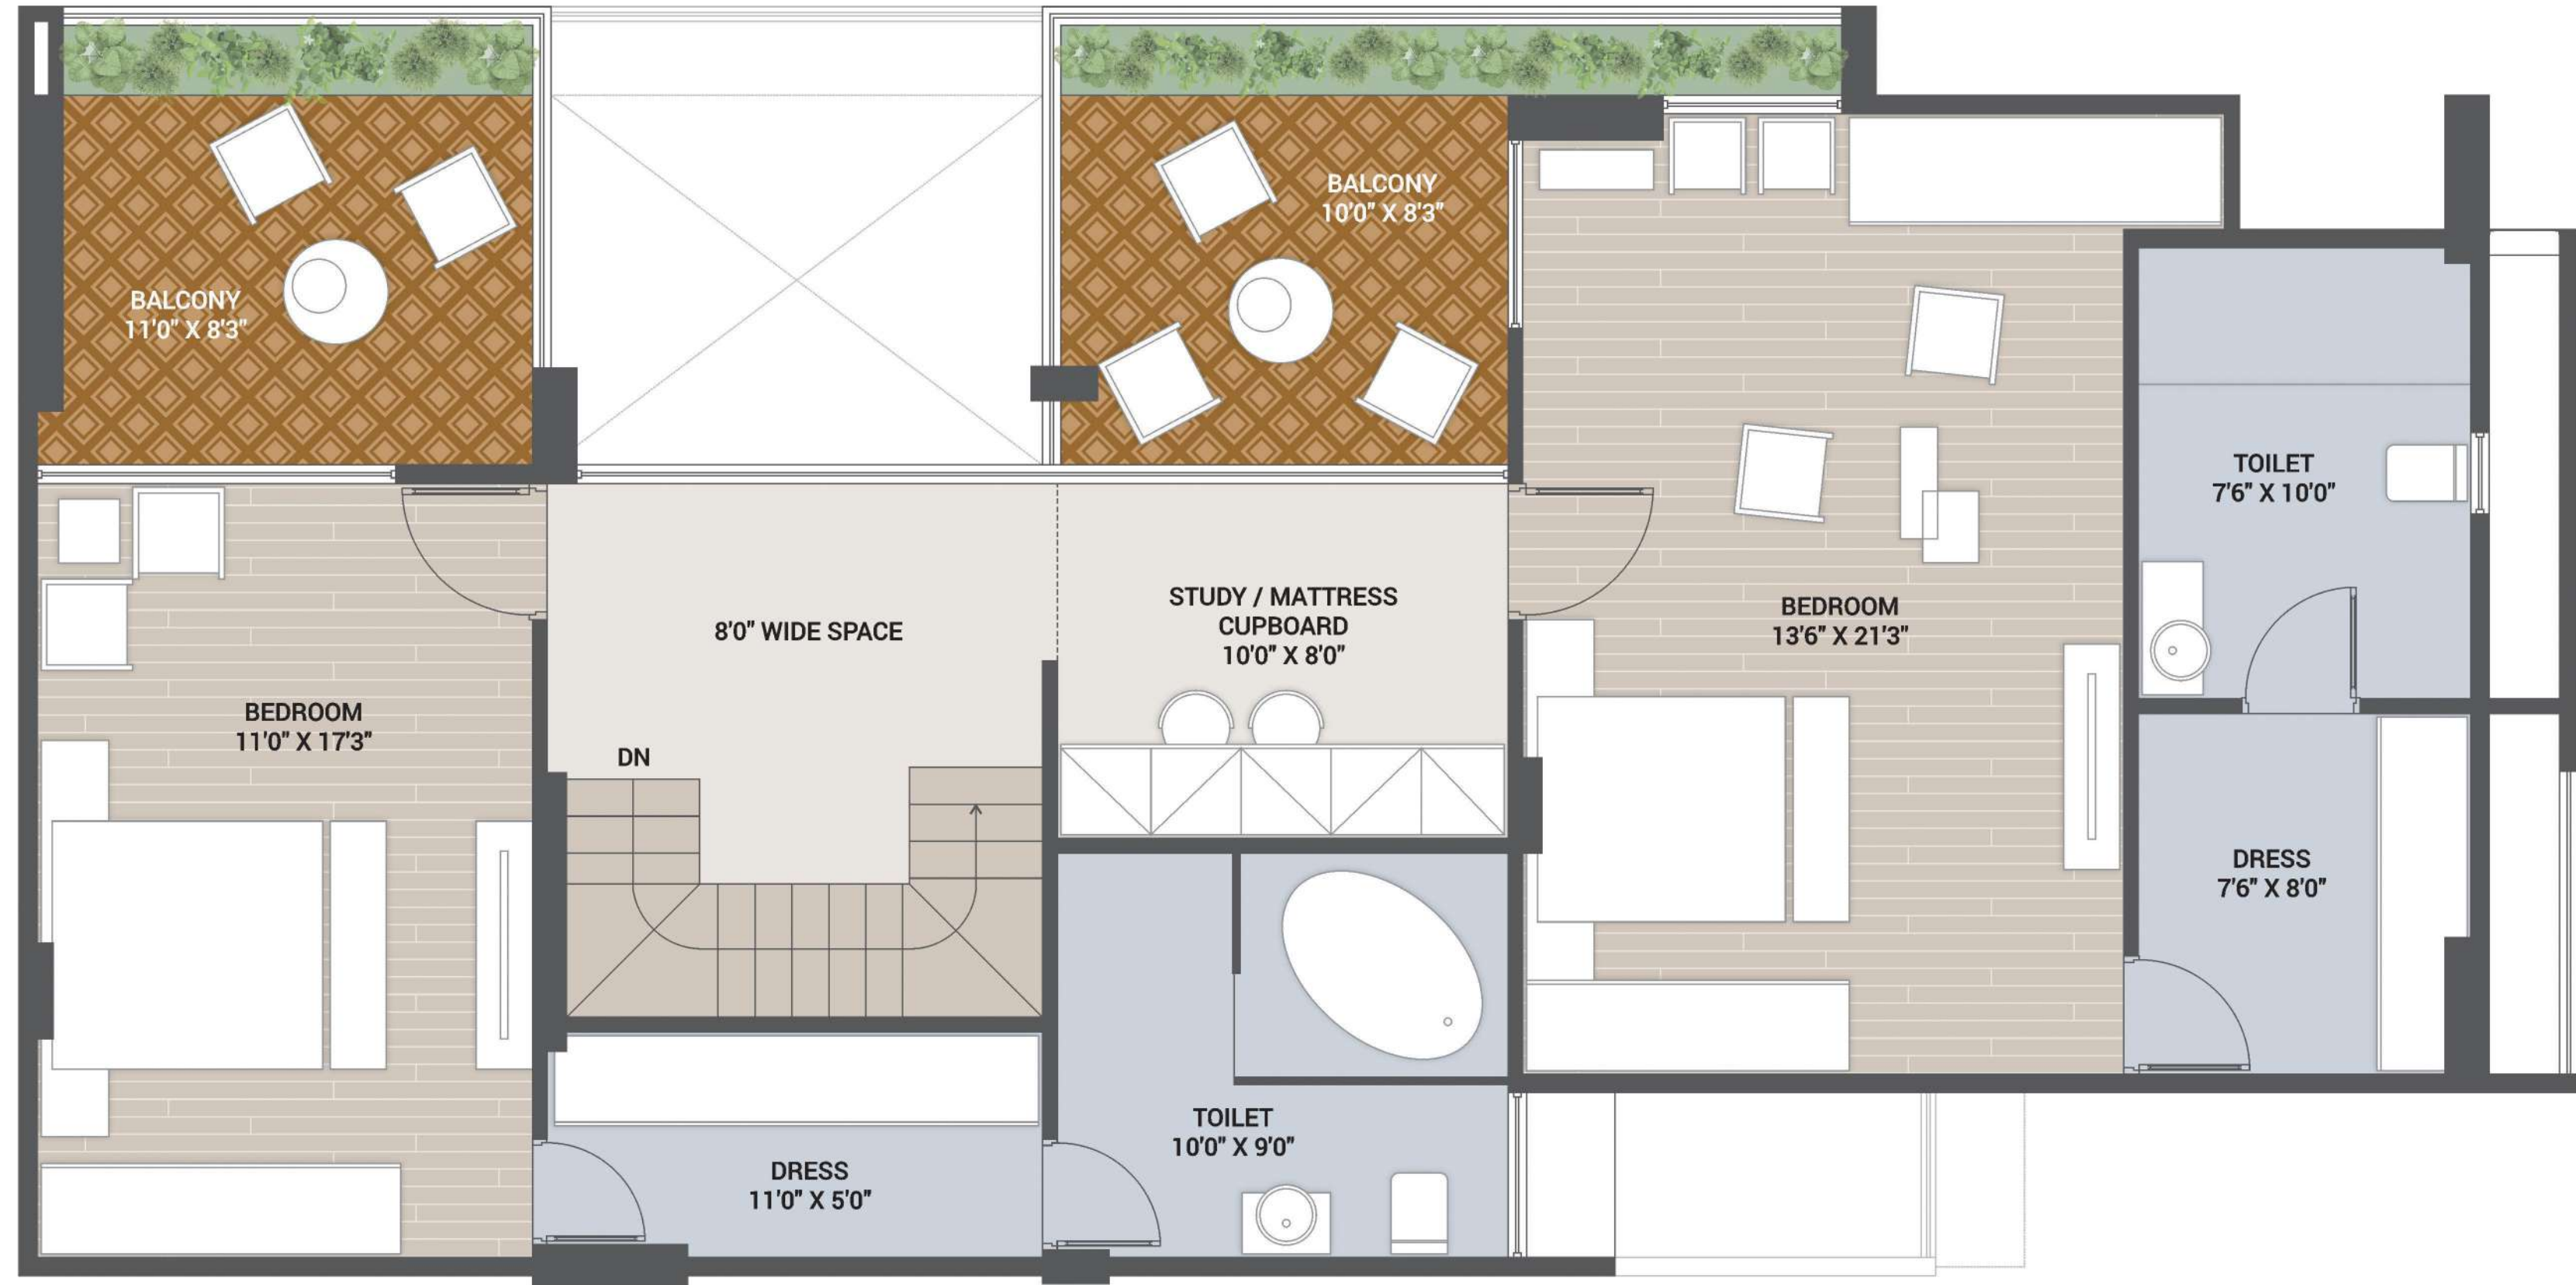 BALCONY
11'0" X 8'3"
BALCONY
10'0" X 8'3"
TOILET
7'6" X 10'0"
8'0" WIDE SPACE
STUDY / MATTRESS
CUPBOARD
10'0" X 8'0"
BEDROOM
13'6" X 21'3"
BEDROOM
11'0" X 17'3"
DN
DRESS
7'6" X 8'0"
TOILET
10'0" X 9'0"
DRESS
11'0" X 5'0"